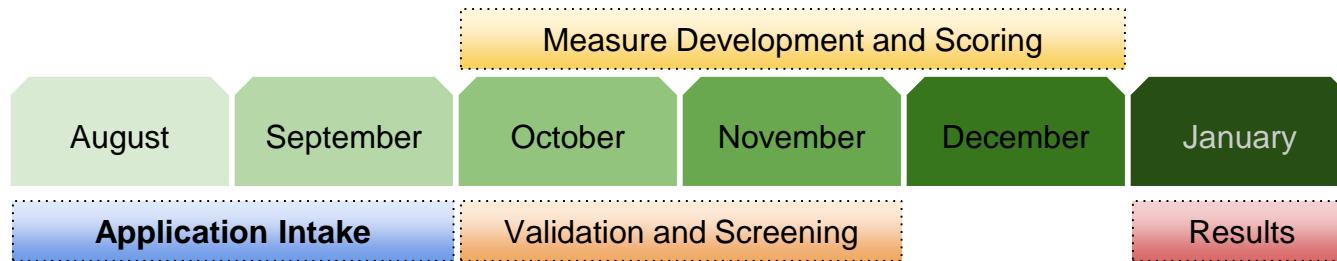 Measure Development and Scoring
August September October November December January
Application Intake Validation and Screening Results